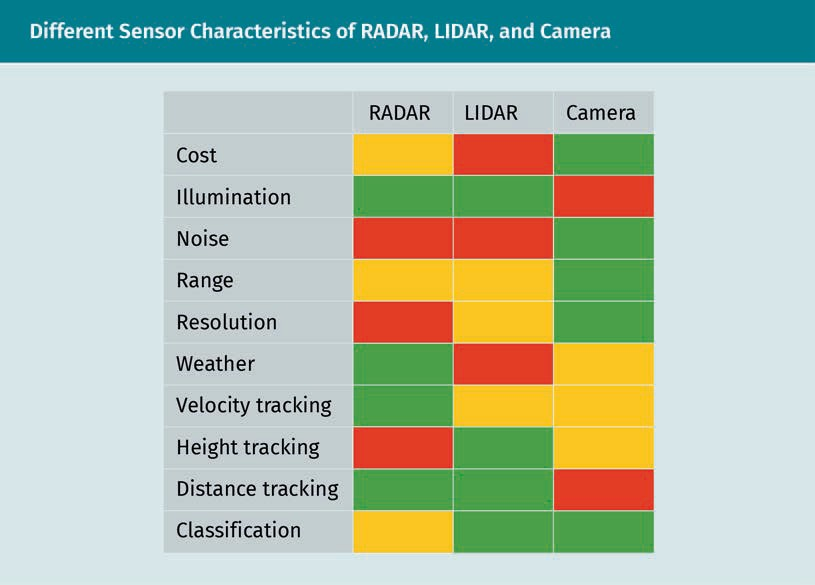 Different Sensor Characteristics of RADAR, LIDAR, and Camera
RADAR LIDAR Camera
Cost
Illumination
Noise
Range
Resolution
Weather
Velocity tracking
Height tracking
Distance tracking
Classification